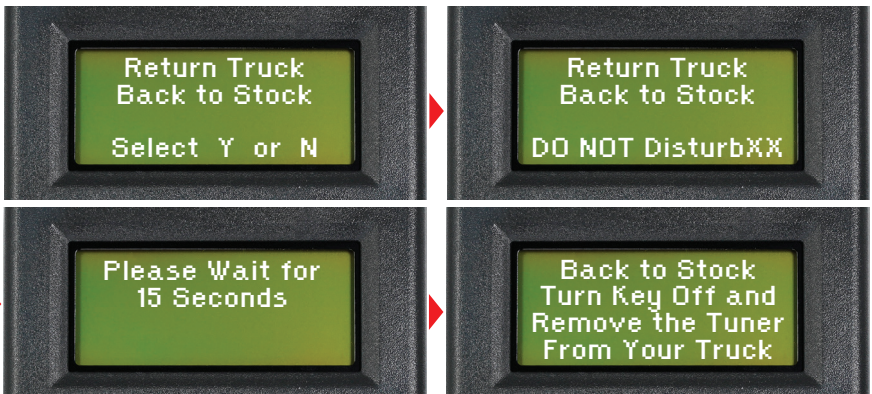 Return Truck
Back to Stock
Select Y or N
Return Truck
Back to Stock
DO NOT DisturbXX
Please Wait for
15 Seconds
Back to Stock
Turn Key Off and
Remove the Tuner
From Your Truck